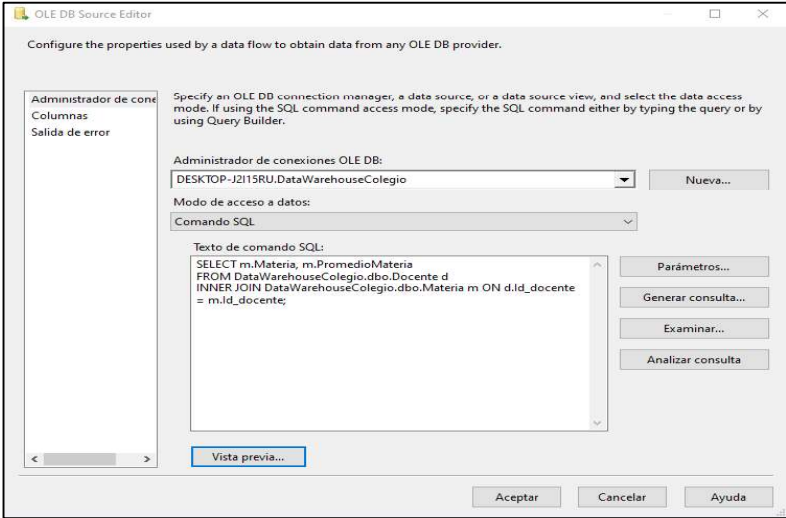 OLE DB Source Editor
Configure the properties used by a data flow to obtain data from any OLE DB provider.
Administrador de cone
Columnas
Salida de error
Specify an OLE DB connection manager, a data source, or a data source view, and select the data access
mode. If using the SQL command access mode, specify the SQL command either by typing the query or by
using Query Builder.
Administrador de conexiones OLE DB:
DESKTOP-J2I15RU.DataWarehouseColegio
Nueva...
Modo de acceso a datos:
Comando SQL
Texto de comando SQL:
SELECT m.Materia, m.PromedioMateria
FROM DataWarehouseColegio.dbo.Docente d
INNER JOIN DataWarehouseColegio.dbo.Materia m ON d.Id_docente
= m.Id_docente;
Parámetros...
Generar consulta...
Examinar...
Analizar consulta
Vista previa...
Aceptar
Cancelar
Ayuda